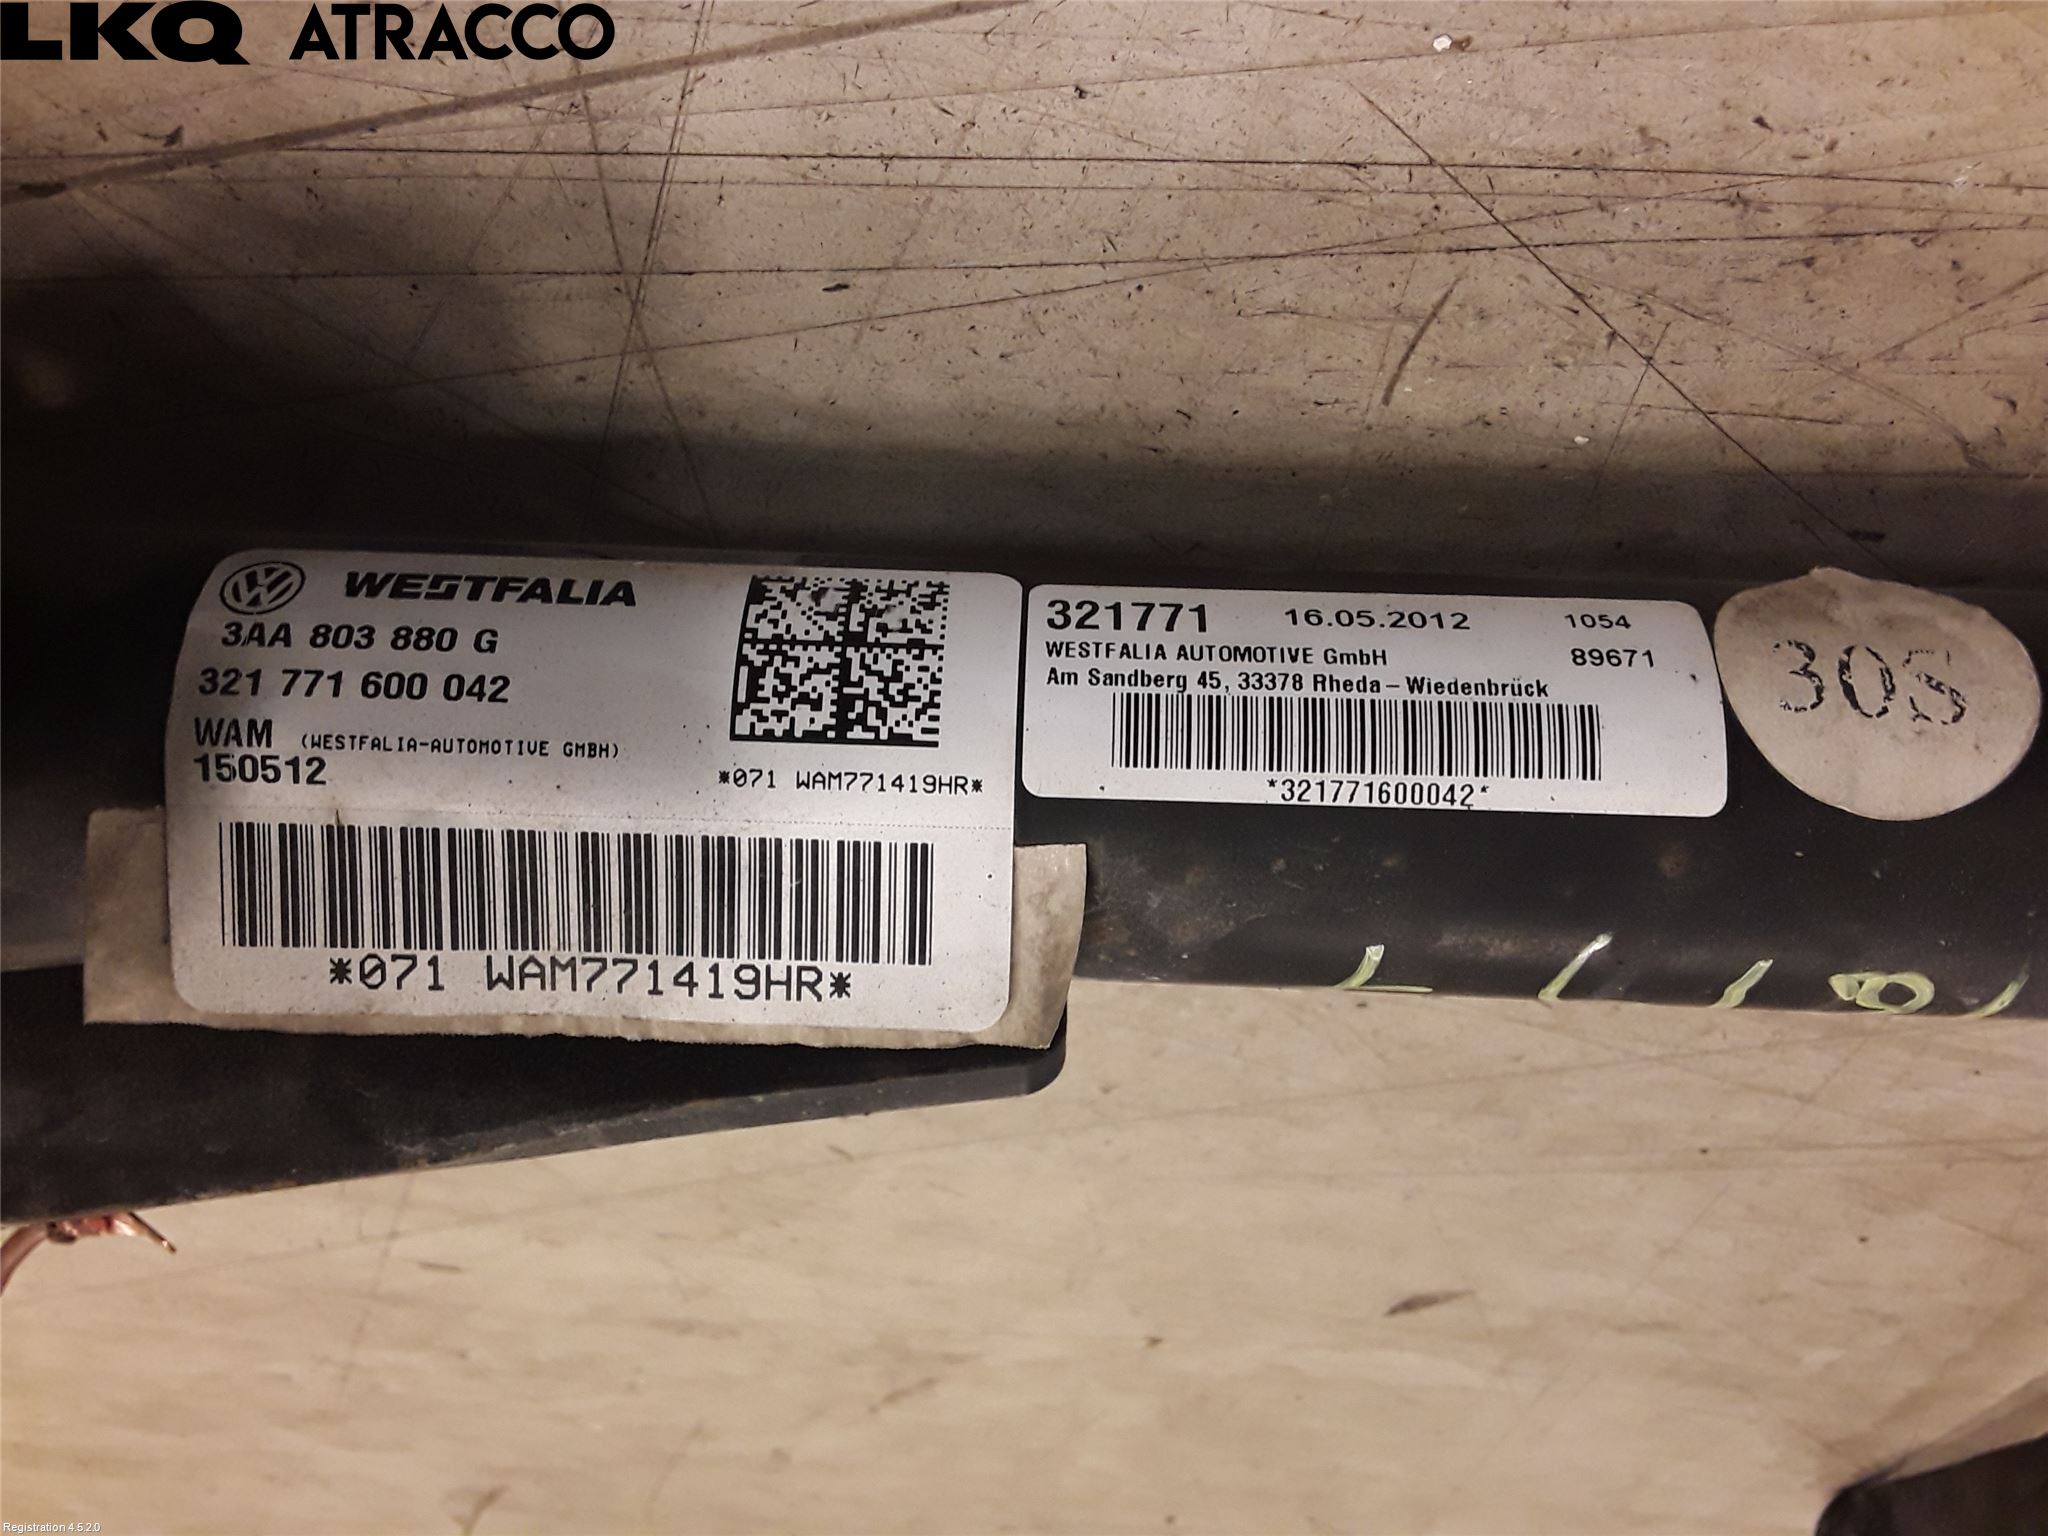 LKQ ATRACCO
WESTFALIA
3AA 803 880 G
321 771 600 042
WAM (WESTFALIA-AUTOMOTIVE GMBH)
150512
*071 WAM771419HR*
*071 WAM771419HR*
321771 16.05.2012 1054
WESTFALIA AUTOMOTIVE GmbH 89671
Am Sandberg 45, 33378 Rheda-Wiedenbrück
*321771600042*
30S
Registration 4.5.2.0